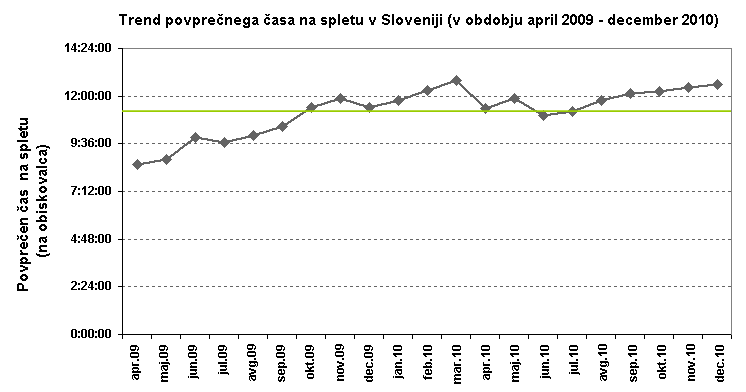 Trend povprečnega časa na spletu v Sloveniji (v obdobju april 2009 - december 2010)
Povprečen čas na spletu
(na obiskovalca)
14:24:00
12:00:00
9:36:00
7:12:00
4:48:00
2:24:00
0:00:00
apr.09
maj.09
jun.09
jul.09
avg.09
sep.09
okt.09
nov.09
dec.09
jan.10
feb.10
mar.10
apr.10
maj.10
jun.10
jul.10
avg.10
sep.10
okt.10
nov.10
dec.10